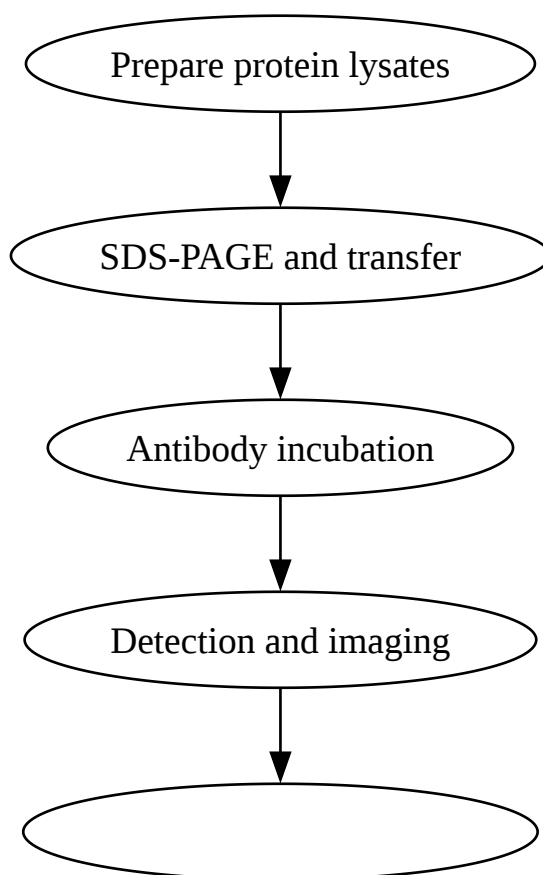 Prepare protein lysates
SDS-PAGE and transfer
Antibody incubation
Detection and imaging